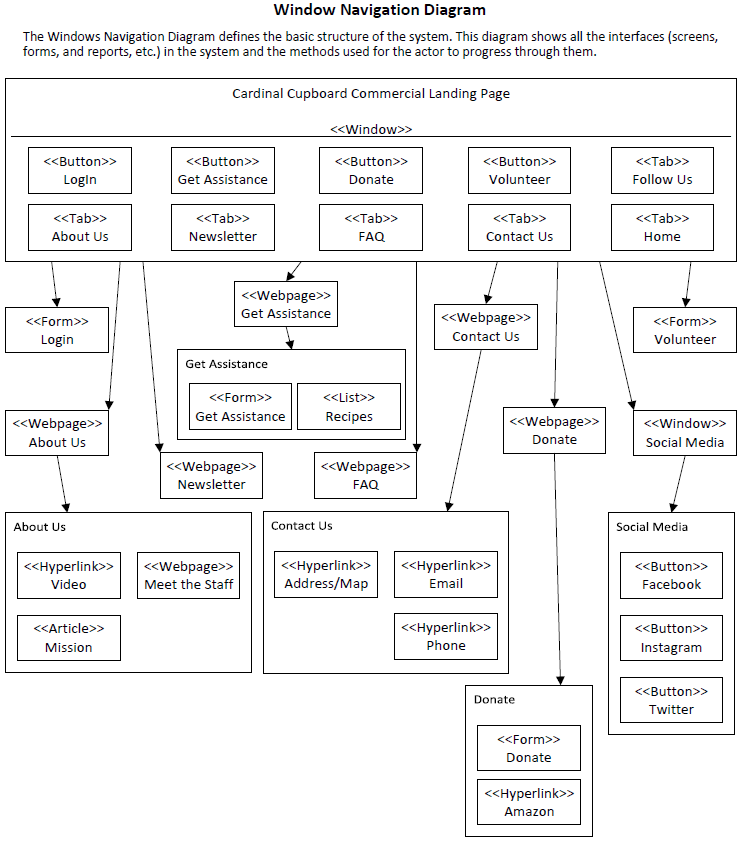 Window Navigation Diagram
The Windows Navigation Diagram defines the basic structure of the system. This diagram shows all the interfaces (screens,
forms, and reports, etc.) in the system and the methods used for the actor to progress through them.
Cardinal Cupboard Commercial Landing Page
<<Window>>
<<Button>>
LogIn
<<Button>>
Get Assistance
<<Button>>
Donate
<<Button>>
Volunteer
<<Tab>>
Follow Us
<<Tab>>
About Us
<<Tab>>
Newsletter
<<Tab>>
FAQ
<<Tab>>
Contact Us
<<Tab>>
Home
<<Form>>
Login
<<Webpage>>
Get Assistance
<<Webpage>>
Contact Us
<<Form>>
Volunteer
Get Assistance
<<Form>>
Get Assistance
<<List>>
Recipes
<<Webpage>>
About Us
<<Webpage>>
Donate
<<Window>>
Social Media
<<Webpage>>
Newsletter
<<Webpage>>
FAQ
About Us
<<Hyperlink>>
Video
<<Webpage>>
Meet the Staff
<<Article>>
Mission
Contact Us
<<Hyperlink>>
Address/Map
<<Hyperlink>>
Email
<<Hyperlink>>
Phone
Social Media
<<Button>>
Facebook
<<Button>>
Instagram
<<Button>>
Twitter
Donate
<<Form>>
Donate
<<Hyperlink>>
Amazon